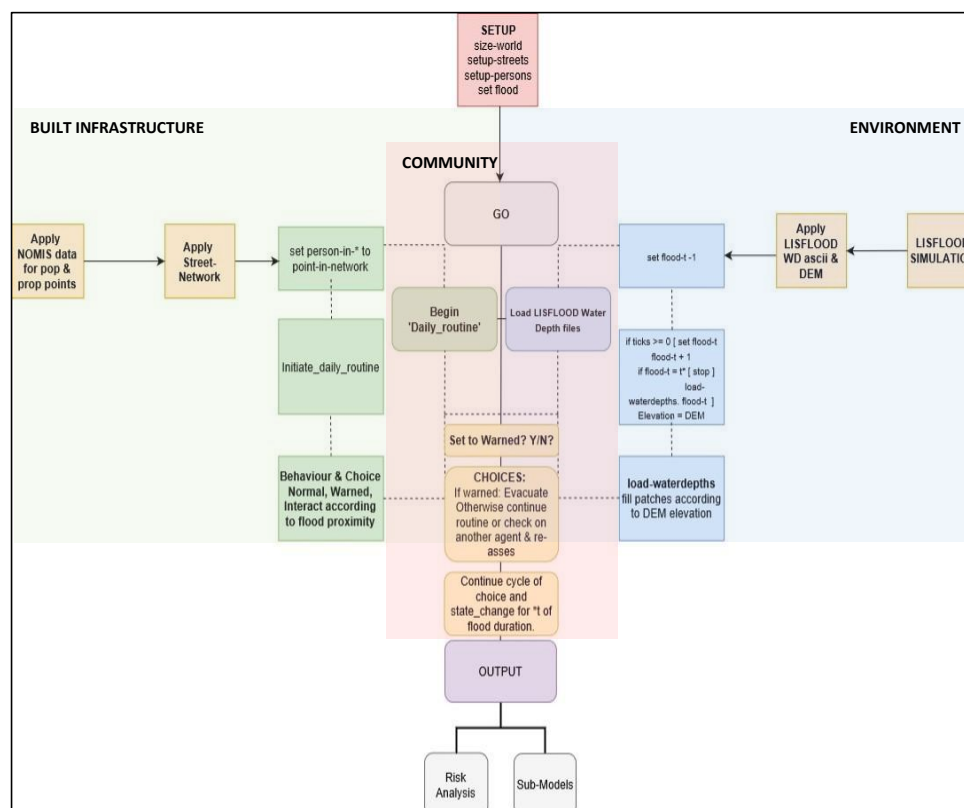 SETUP
size-world
setup-streets
setup-persons
set flood
BUILT INFRASTRUCTURE
ENVIRONMENT
COMMUNITY
GO
Apply
NOMIS data
for pop &
prop points
Apply
Street-
Network
set person-in-* to
point-in-network
set flood-t -1
Apply
LISFLOOD
WD ascii &
DEM
LISFLOOD
SIMULATION
Begin
'Daily_routine'
Load LISFLOOD Water
Depth files
Initiate_daily_routine
if ticks >= 0 [ set flood-t
flood-t + 1
if flood-t = t* [ stop ]
load-
waterdepths. flood-t ]
Elevation = DEM
Set to Warned? Y/N?
Behaviour & Choice
Normal, Warned,
Interact according
to flood proximity
CHOICES:
If warned: Evacuate
Otherwise continue
routine or check on
another agent & re-
asses
load-waterdepths
fill patches according
to DEM elevation
Continue cycle of
choice and
state_change for *t of
flood duration.
OUTPUT
Risk
Analysis
Sub-Models